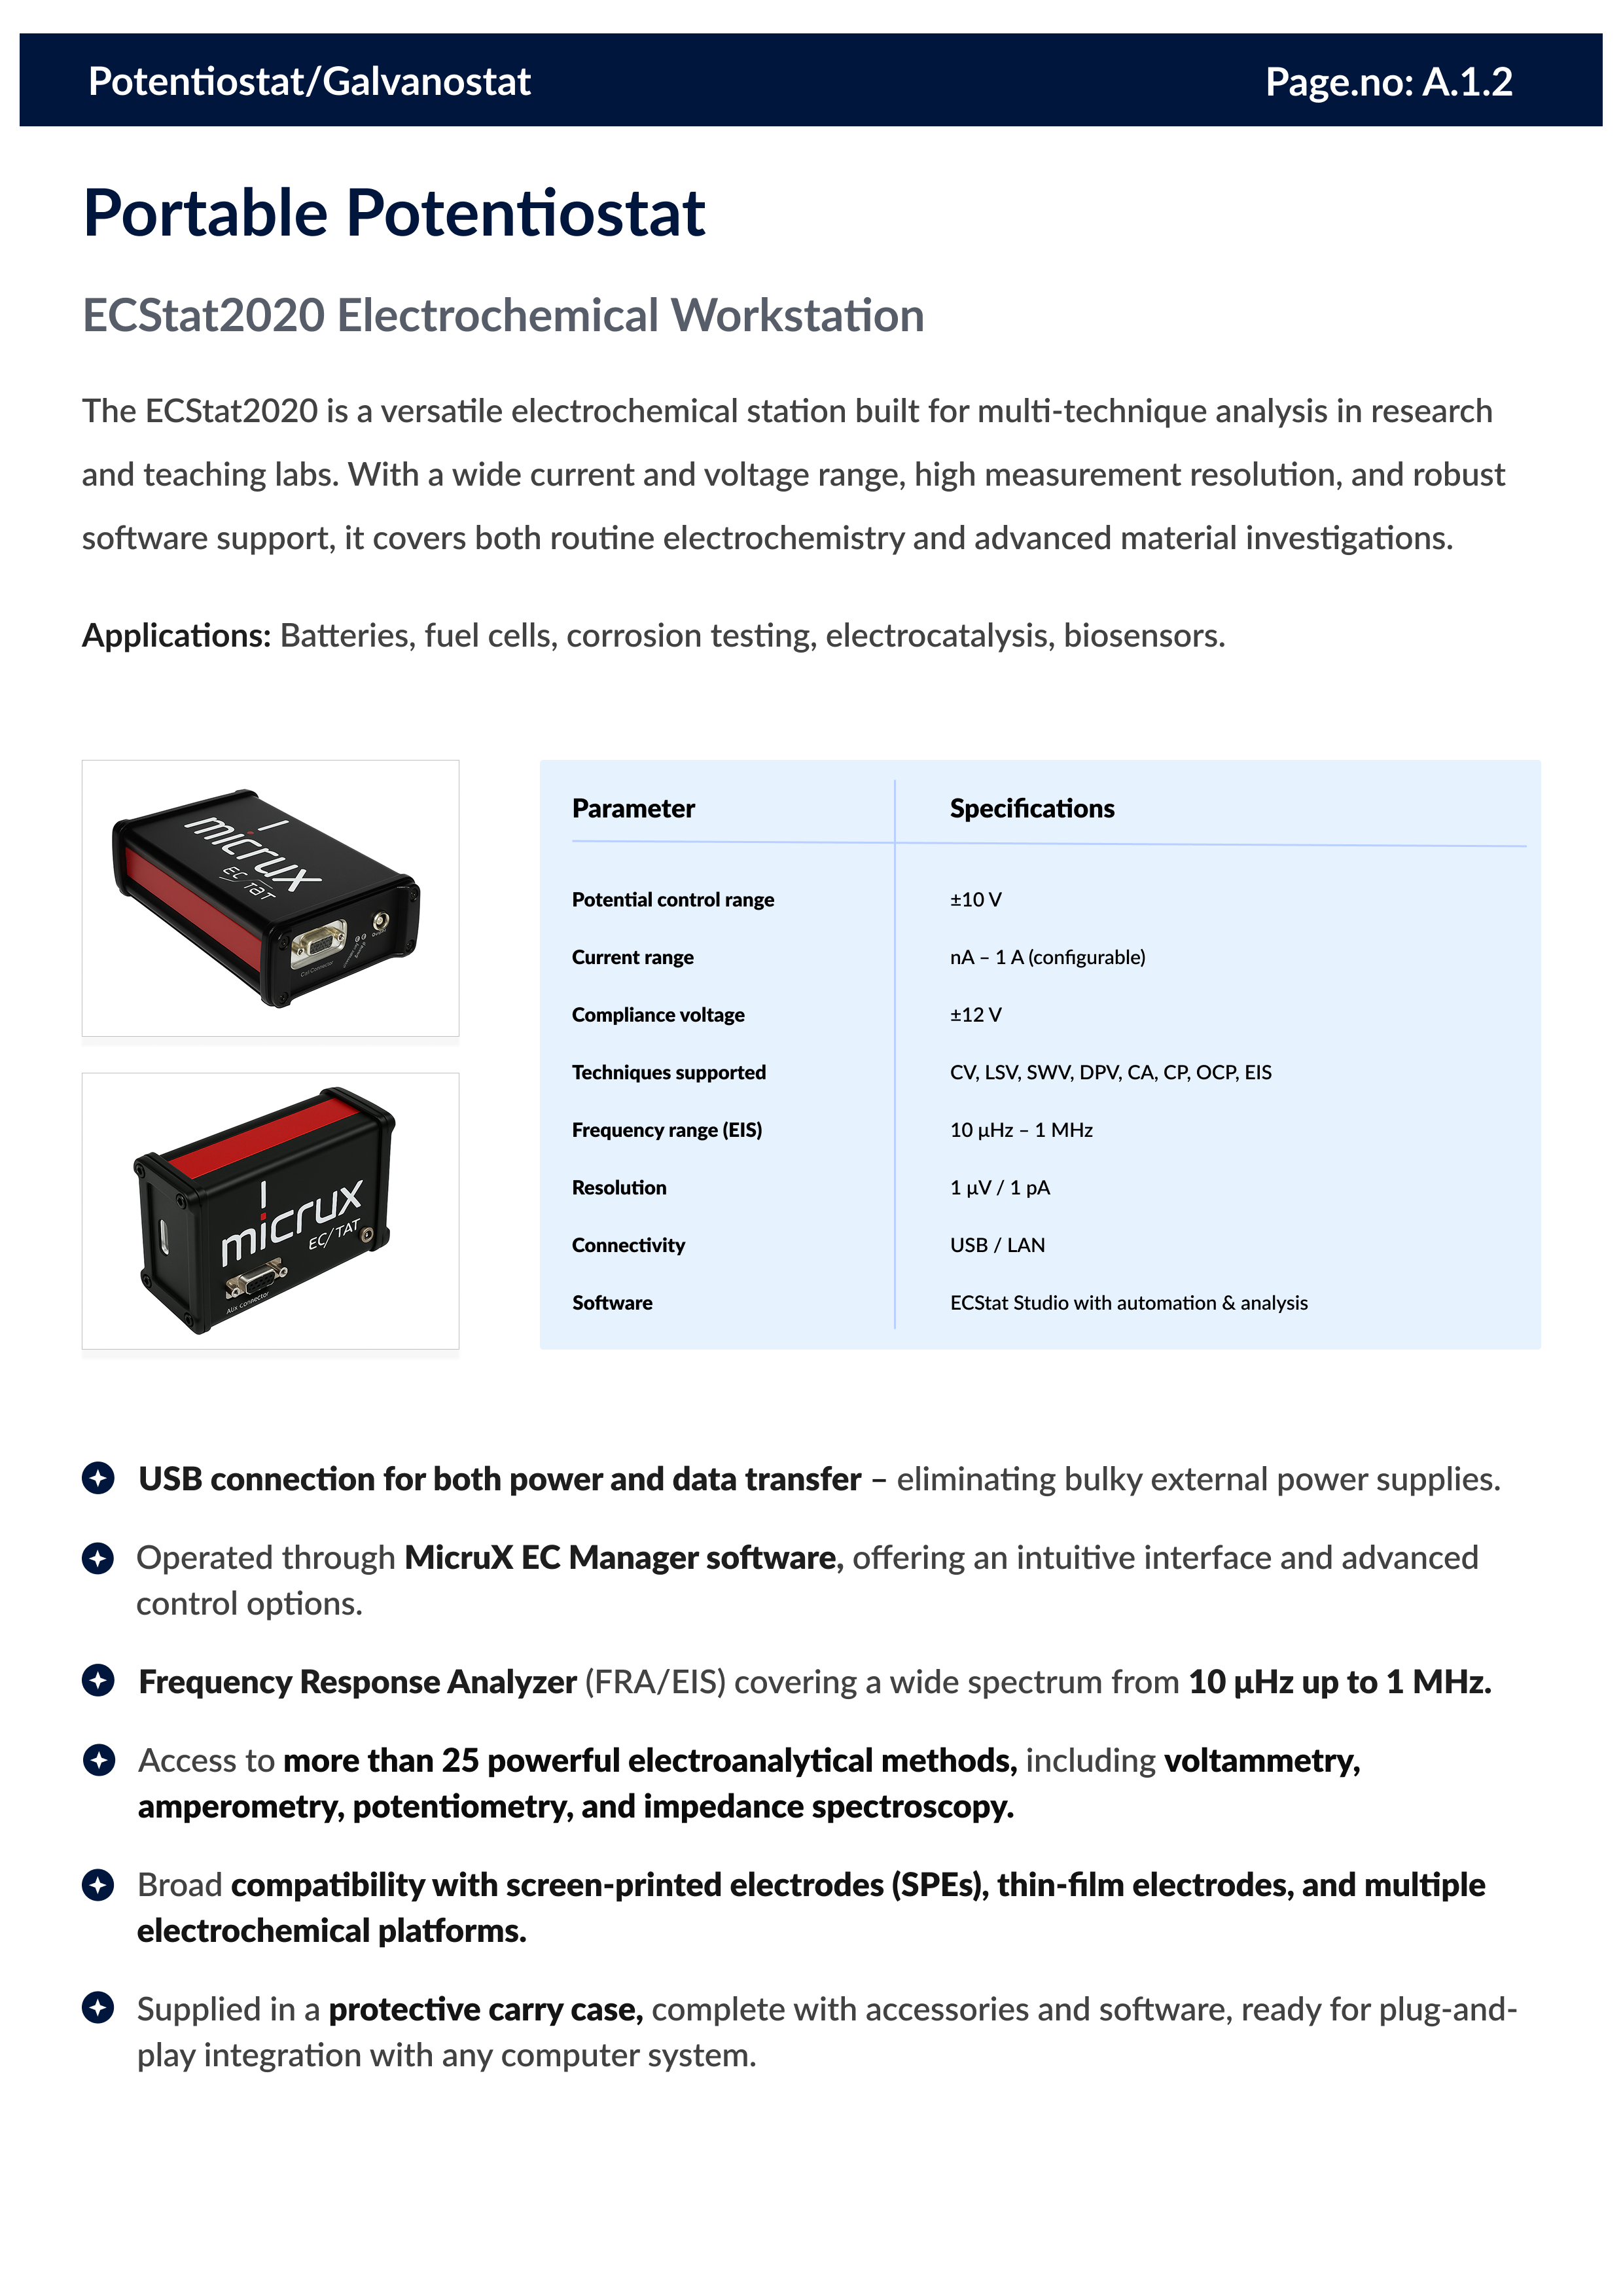 Potentiostat/Galvanostat
Page.no: A.1.2
Portable Potentiostat
ECStat2020 Electrochemical Workstation
The ECStat2020 is a versatile electrochemical station built for multi-technique analysis in research
and teaching labs. With a wide current and voltage range, high measurement resolution, and robust
software support, it covers both routine electrochemistry and advanced material investigations.
Applications: Batteries, fuel cells, corrosion testing, electrocatalysis, biosensors.
micrux
EC/TAT
Cell Connector
micrux
EC/TAT
AUX Connector
Parameter Specifications
Potential control range ±10 V
Current range nA – 1 A (configurable)
Compliance voltage ±12 V
Techniques supported CV, LSV, SWV, DPV, CA, CP, OCP, EIS
Frequency range (EIS) 10 µHz – 1 MHz
Resolution 1 µV / 1 pA
Connectivity USB / LAN
Software ECStat Studio with automation & analysis
USB connection for both power and data transfer – eliminating bulky external power supplies.
Operated through MicruX EC Manager software, offering an intuitive interface and advanced
control options.
Frequency Response Analyzer (FRA/EIS) covering a wide spectrum from 10 µHz up to 1 MHz.
Access to more than 25 powerful electroanalytical methods, including voltammetry,
amperometry, potentiometry, and impedance spectroscopy.
Broad compatibility with screen-printed electrodes (SPEs), thin-film electrodes, and multiple
electrochemical platforms.
Supplied in a protective carry case, complete with accessories and software, ready for plug-and-
play integration with any computer system.